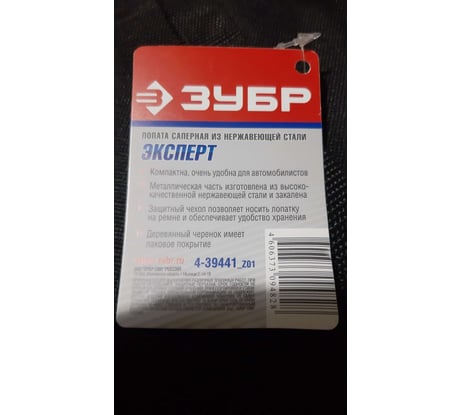 ЗУБР
ЛОПАТА САПЕРНАЯ ИЗ НЕРЖАВЕЮЩЕЙ СТАЛИ
ЭКСПЕРТ
Компактна, очень удобна для автомобилистов
Металлическая часть изготовлена из высоко-
качественной нержавеющей стали и закалена
Защитный чехол позволяет носить лопатку
на ремне и обеспечивает удобство хранения
Деревянный черенок имеет
лаковое покрытие
4-39441_Z01
4606373094828